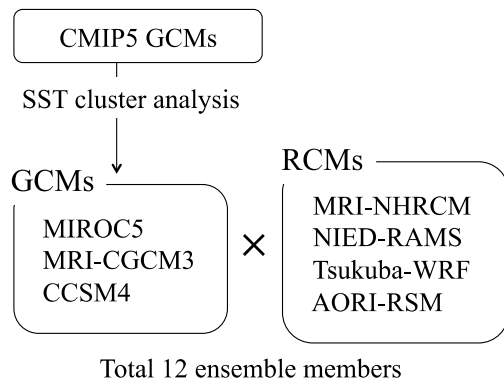 CMIP5 GCMs
SST cluster analysis
GCMs
MIROC5
MRI-CGCM3
CCSM4
×
RCMs
MRI-NHRCM
NIED-RAMS
Tsukuba-WRF
AORI-RSM
Total 12 ensemble members